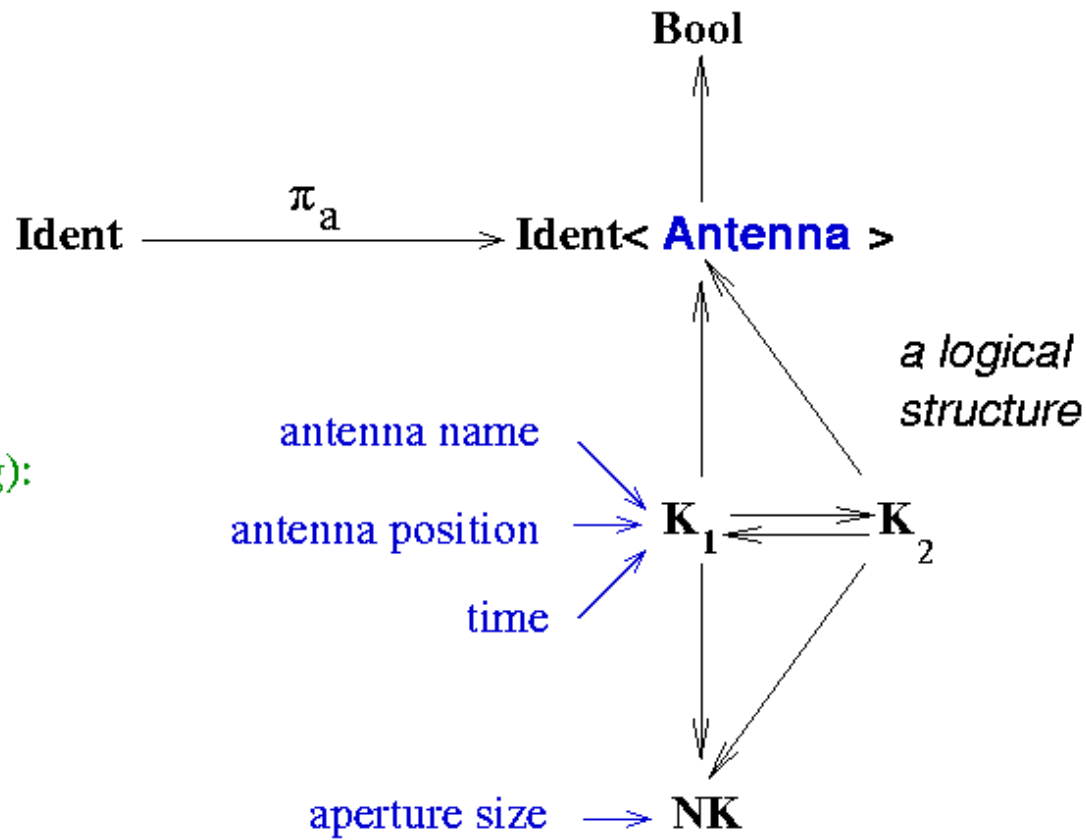 Bool
π_a
Ident
Ident< Antenna >
a logical
structure
antenna name
g):
antenna position
K_1
K_2
time
aperture size
NK